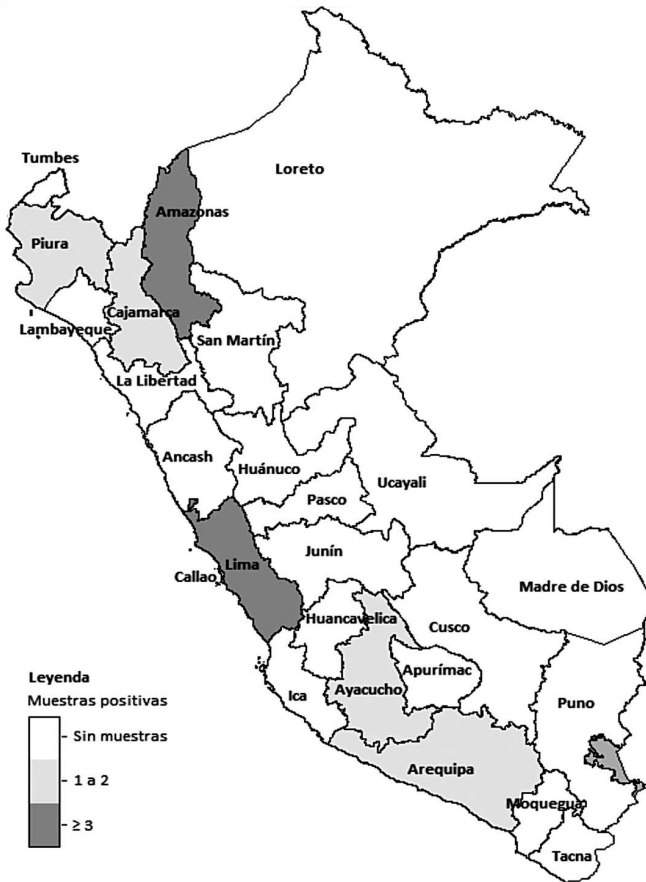 Tumbes
Loreto
Amazonas
Piura
Cajamarca
Lambayeque
San Martín
La Libertad
Ancash
Huánuco
Ucayali
Pasco
Junín
Lima
Callao
Madre de Dios
Huancavelica
Cusco
Apurímac
Ayacucho
Ica
Puno
Arequipa
Moquegua
Tacna
Leyenda
Muestras positivas
- Sin muestras
- 1 a 2
- ≥ 3